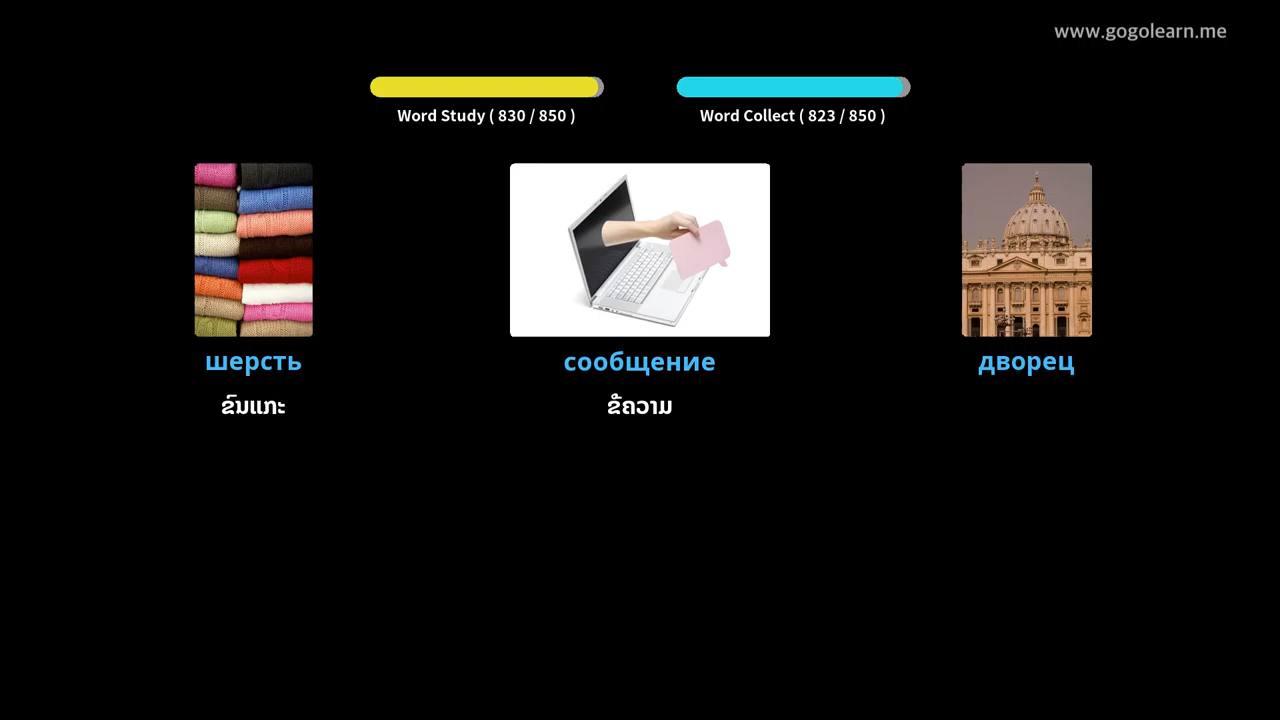 www.gogolearn.me
Word Study ( 830 / 850 )
Word Collect ( 823 / 850 )
шерсть
сообщение
дворец
ຂົນແກະ
ຂໍ້ຄວາມ